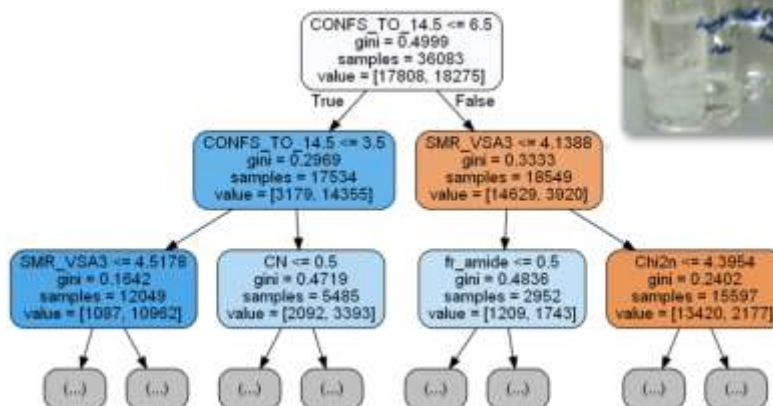 CONFS_TO_14.5 <= 6.5
gini = 0.4999
samples = 36083
value = [17808, 18275]
True
False
CONFS_TO_14.5 <= 3.5
gini = 0.2969
samples = 17534
value = [3179, 14355]
SMR_VSA3 <= 4.1388
gini = 0.3333
samples = 18549
value = [14629, 3920]
SMR_VSA3 <= 4.5178
gini = 0.1642
samples = 12049
value = [1087, 10962]
CN <= 0.5
gini = 0.4719
samples = 5485
value = [2092, 3393]
fr_amide <= 0.5
gini = 0.4836
samples = 2952
value = [1209, 1743]
Chi2n <= 4.3954
gini = 0.2402
samples = 15597
value = [13420, 2177]
(...)
(...)
(...)
(...)
(...)
(...)
(...)
(...)